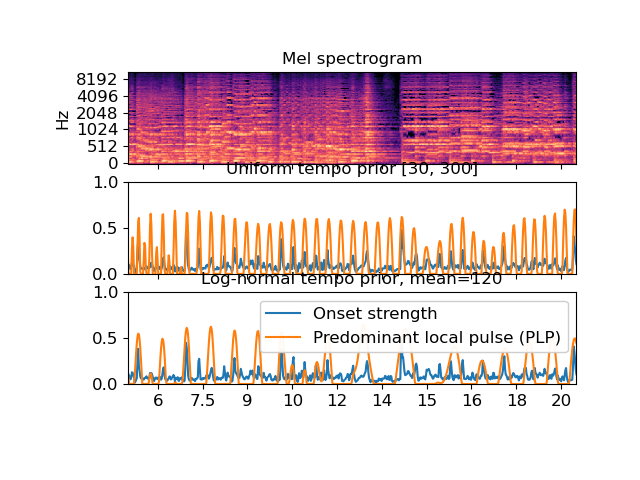 Mel spectrogram
8192
4096
2048
1024
512
0
Hz
Uniform tempo prior [30, 300]
1.0
0.5
0.0
Log-normal tempo prior, mean=120
1.0
0.5
0.0
Onset strength
Predominant local pulse (PLP)
6 7.5 9 10 12 14 15 16 18 20